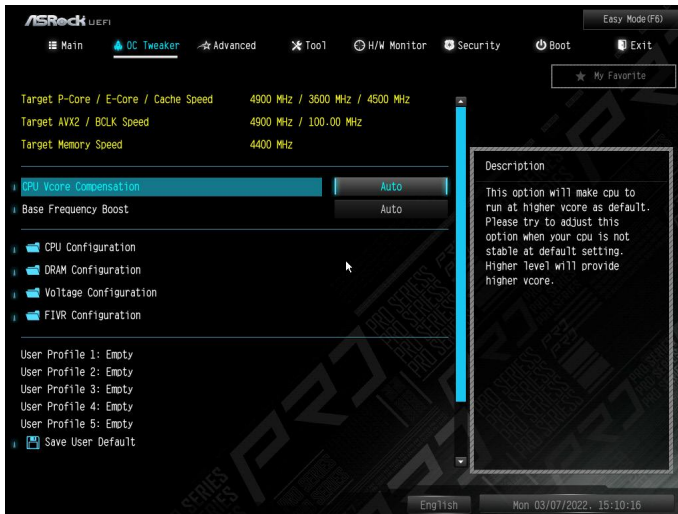 ASRock UEFI
Easy Mode(F6)
Main OC Tweaker Advanced Tool H/W Monitor Security Boot Exit
My Favorite
Target P-Core / E-Core / Cache Speed 4900 MHz / 3600 MHz / 4500 MHz
Target AVX2 / BCLK Speed 4900 MHz / 100.00 MHz
Target Memory Speed 4400 MHz
CPU Vcore Compensation Auto
Base Frequency Boost Auto
CPU Configuration
DRAM Configuration
Voltage Configuration
FIVR Configuration
User Profile 1: Empty
User Profile 2: Empty
User Profile 3: Empty
User Profile 4: Empty
User Profile 5: Empty
Save User Default
Description
This option will make cpu to
run at higher vcore as default.
Please try to adjust this
option when your cpu is not
stable at default setting.
Higher level will provide
higher vcore.
English
Mon 03/07/2022. 15:10:16